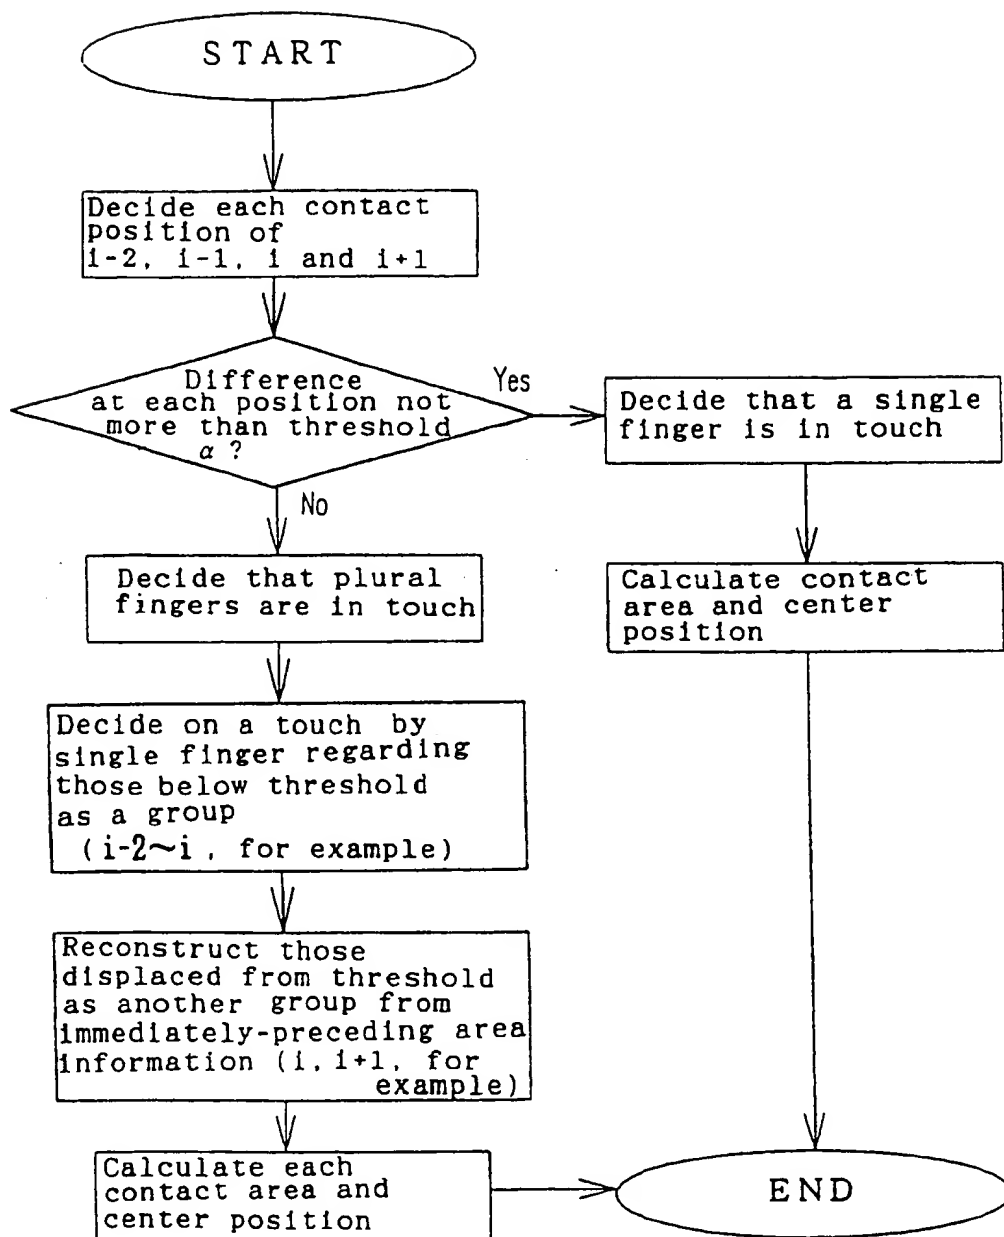 START
Decide each contact
position of
i-2, i-1, i and i+1
Difference
at each position not
more than threshold
α ?
Yes
Decide that a single
finger is in touch
No
Calculate contact
area and center
position
Decide that plural
fingers are in touch
Decide on a touch by
single finger regarding
those below threshold
as a group
(i-2~i, for example)
Reconstruct those
displaced from threshold
as another group from
immediately-preceding area
information (i, i+1, for
example)
Calculate each
contact area and
center position
END